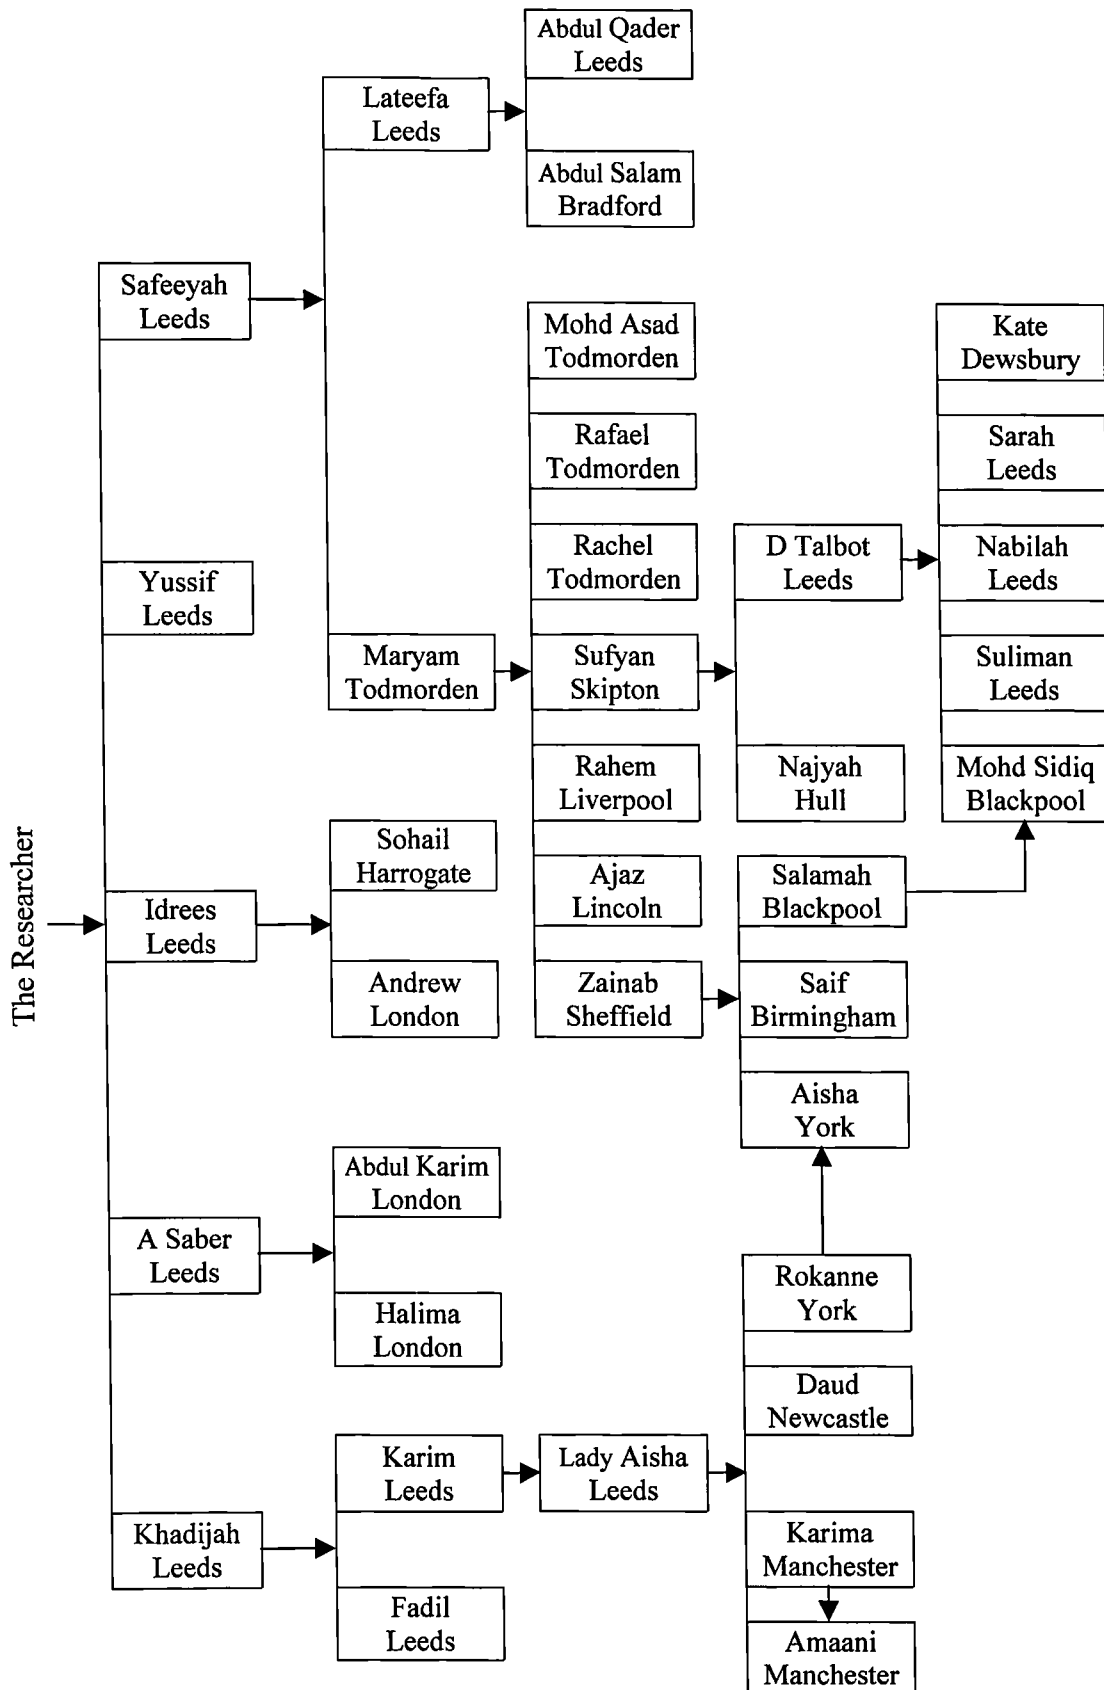 The Researcher
Safeeyah
Leeds
Yussif
Leeds
Idrees
Leeds
A Saber
Leeds
Khadijah
Leeds
Lateefa
Leeds
Maryam
Todmorden
Sohail
Harrogate
Andrew
London
Abdul Karim
London
Halima
London
Karim
Leeds
Fadil
Leeds
Abdul Qader
Leeds
Abdul Salam
Bradford
Mohd Asad
Todmorden
Rafael
Todmorden
Rachel
Todmorden
Sufyan
Skipton
Rahem
Liverpool
Ajaz
Lincoln
Zainab
Sheffield
Lady Aisha
Leeds
D Talbot
Leeds
Najyah
Hull
Salamah
Blackpool
Saif
Birmingham
Aisha
York
Rokanne
York
Daud
Newcastle
Karima
Manchester
Amaani
Manchester
Kate
Dewsbury
Sarah
Leeds
Nabilah
Leeds
Suliman
Leeds
Mohd Sidiq
Blackpool